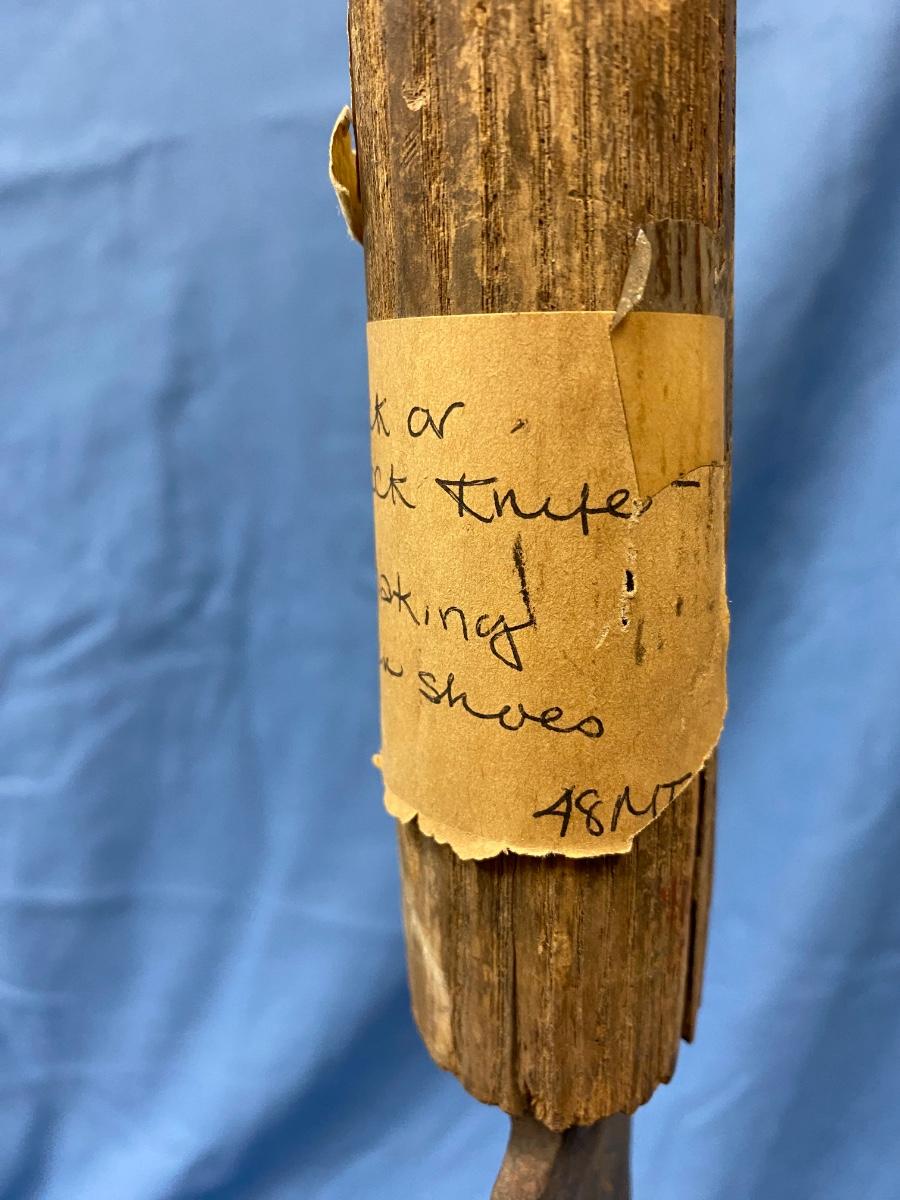 k or
ck Knife -
aking
n shoes
48MT